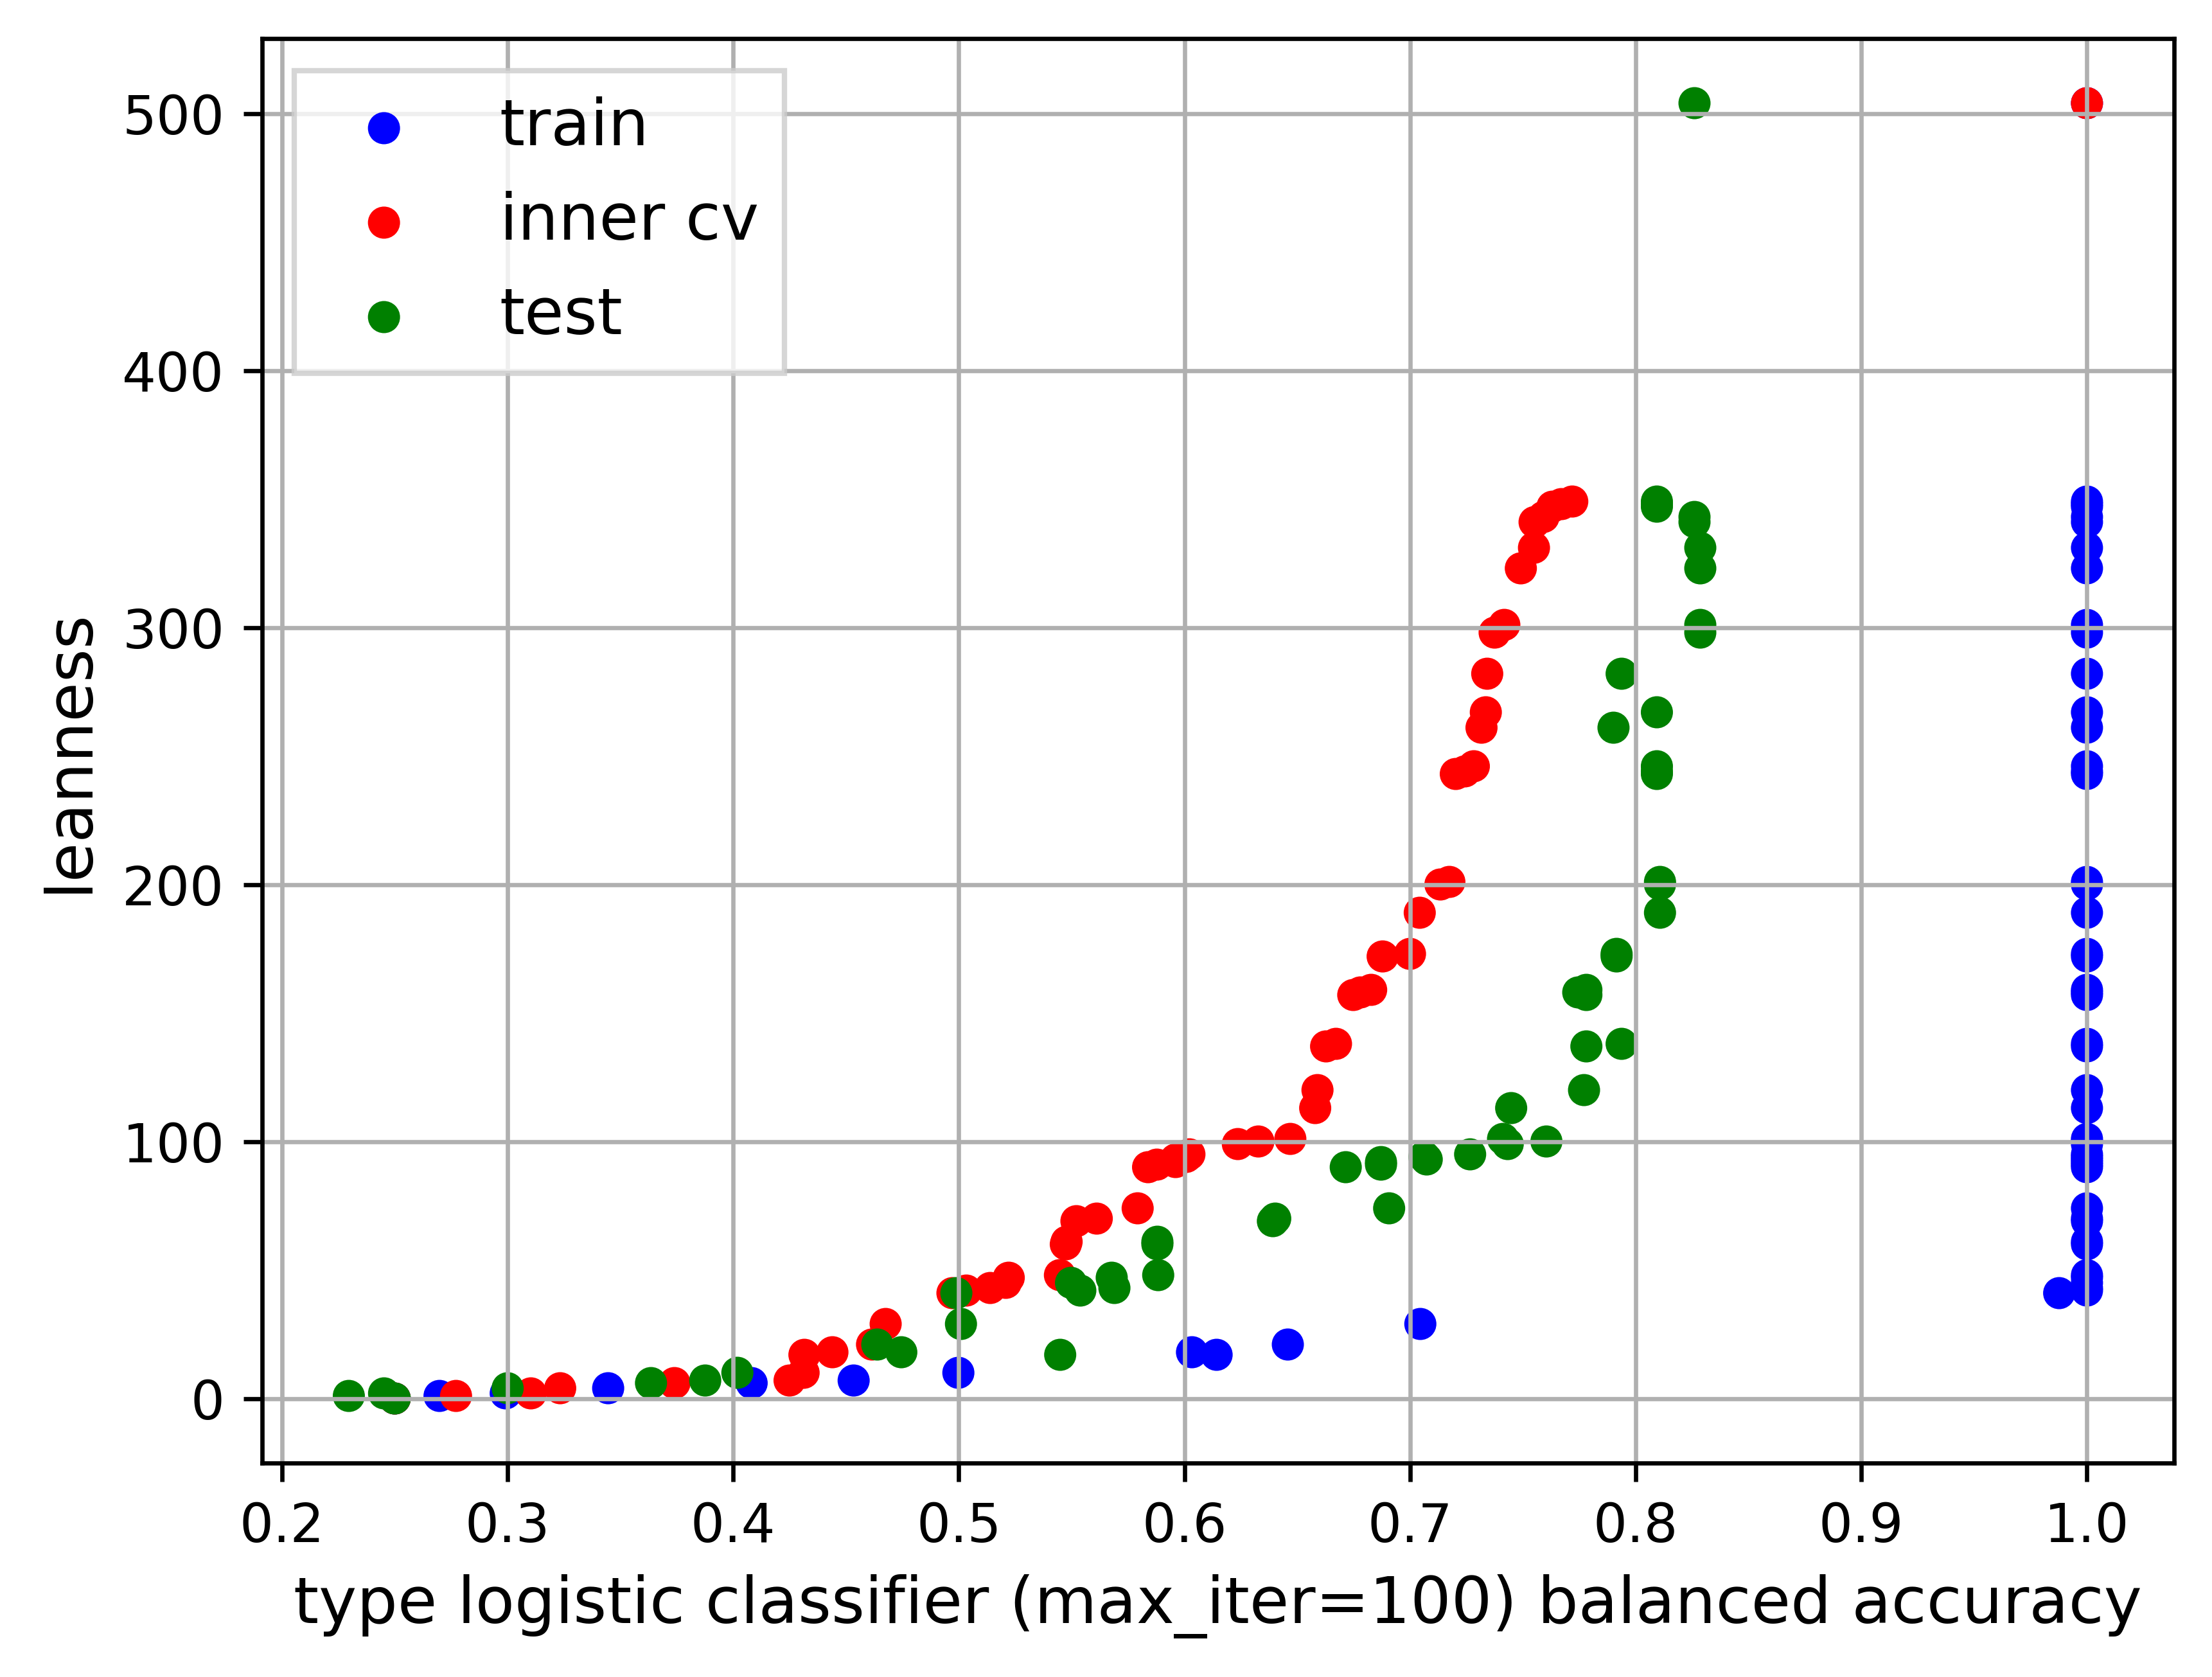 train
inner cv
test
500
400
300
200
100
0
leanness
0.2 0.3 0.4 0.5 0.6 0.7 0.8 0.9 1.0
type logistic classifier (max_iter=100) balanced accuracy